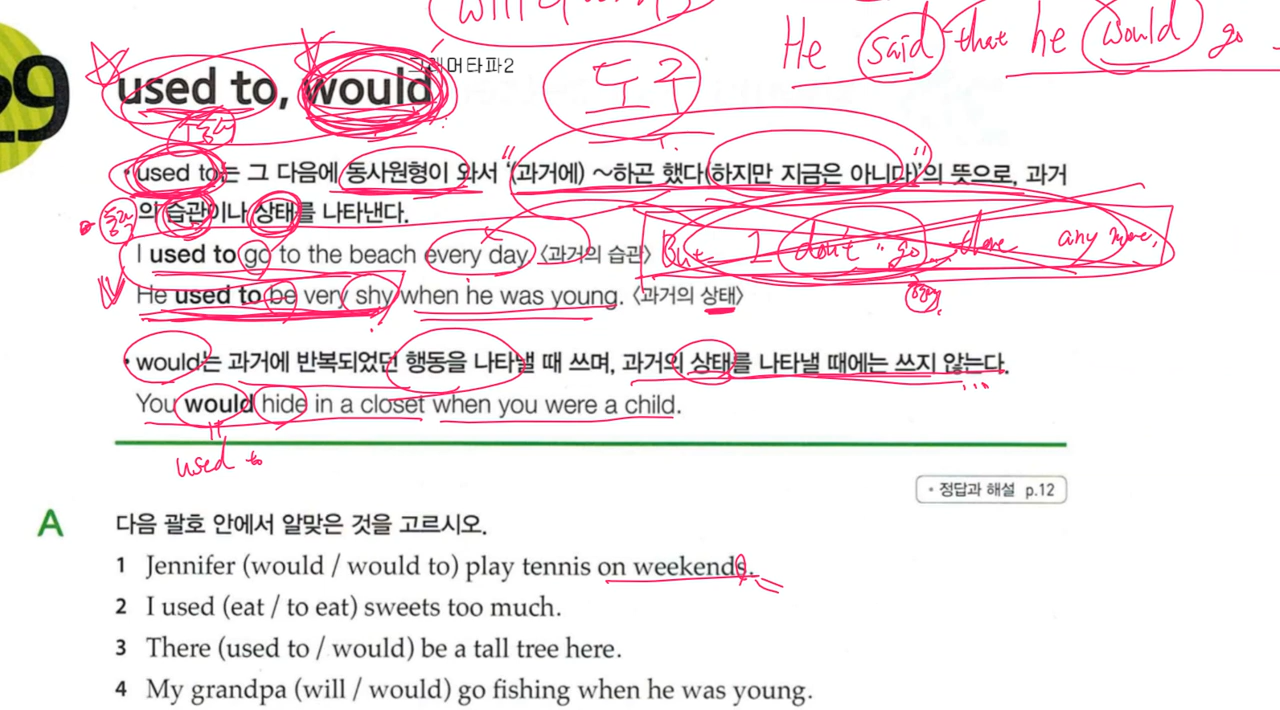 He said that he would go
29
used to, would
도구
• used to는 그 다음에 동사원형이 와서 '(과거에) ~하곤 했다(하지만 지금은 아니다)'의 뜻으로, 과거
의 습관이나 상태를 나타낸다.
동작
I used to go to the beach every day. 〈과거의 습관〉
But I don't go there any more.
He used to be very shy when he was young. 〈과거의 상태〉
• would는 과거에 반복되었던 행동을 나타낼 때 쓰며, 과거의 상태를 나타낼 때에는 쓰지 않는다.
You would hide in a closet when you were a child.
used to
• 정답과 해설 p.12
A 다음 괄호 안에서 알맞은 것을 고르시오.
1 Jennifer (would / would to) play tennis on weekends.
2 I used (eat / to eat) sweets too much.
3 There (used to / would) be a tall tree here.
4 My grandpa (will / would) go fishing when he was young.